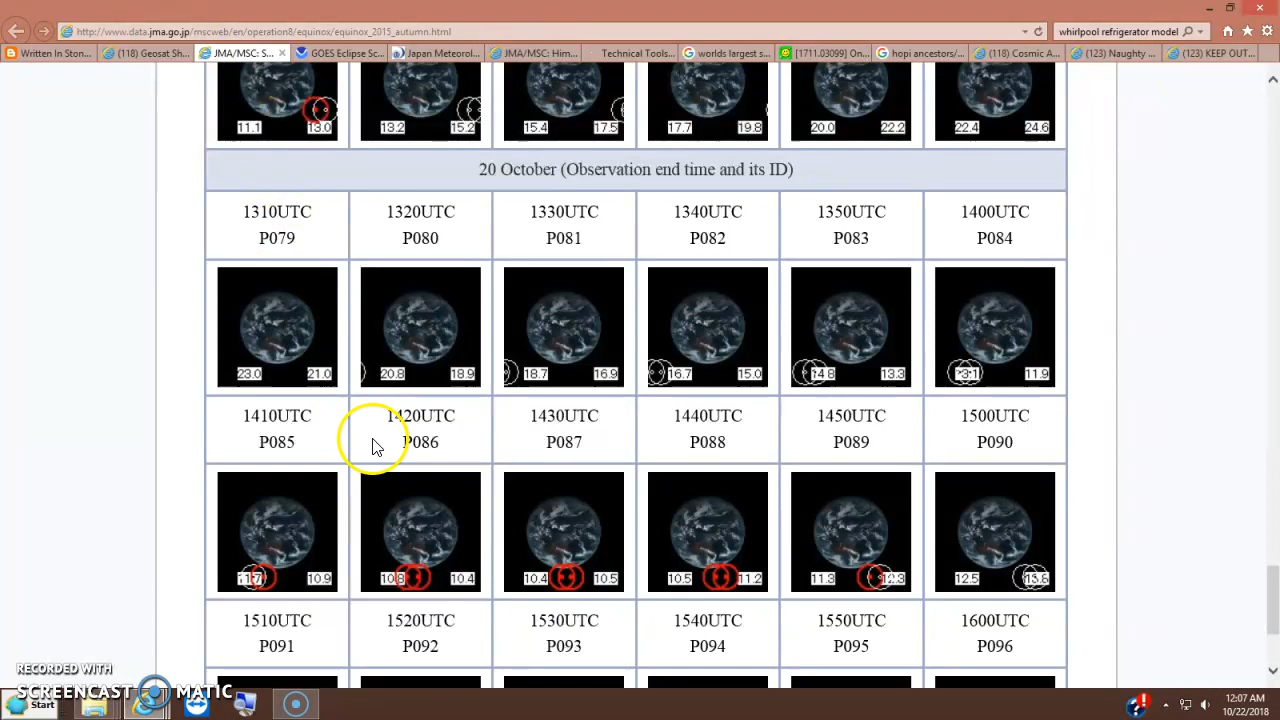 http://www.data.jma.go.jp/mscweb/en/operation8/equinox/equinox_2015_autumn.html
whirlpool refrigerator model
Written In Ston...
(118) Geosat Sh...
JMA/MSC: S...
GOES Eclipse Sc...
Japan Meteorol...
JMA/MSC: Him...
Technical Tools...
worlds largest s...
[1711.03099] On...
hopi ancestors/...
(118) Cosmic A...
(123) Naughty ...
(123) KEEP OUT...
11.1 13.0 13.2 15.2 15.4 17.5 17.7 19.8 20.0 22.2 22.4 24.6
20 October (Observation end time and its ID)
1310UTC 1320UTC 1330UTC 1340UTC 1350UTC 1400UTC
P079 P080 P081 P082 P083 P084
23.0 21.0 20.8 18.9 18.7 16.9 16.7 15.0 14.8 13.3 13.1 11.9
1410UTC 1420UTC 1430UTC 1440UTC 1450UTC 1500UTC
P085 P086 P087 P088 P089 P090
10.9 10.8 10.4 10.4 10.5 10.5 11.2 11.3 12.3 12.5 13.8
1510UTC 1520UTC 1530UTC 1540UTC 1550UTC 1600UTC
P091 P092 P093 P094 P095 P096
RECORDED WITH
SCREENCAST MATIC
Start
12:07 AM
10/22/2018